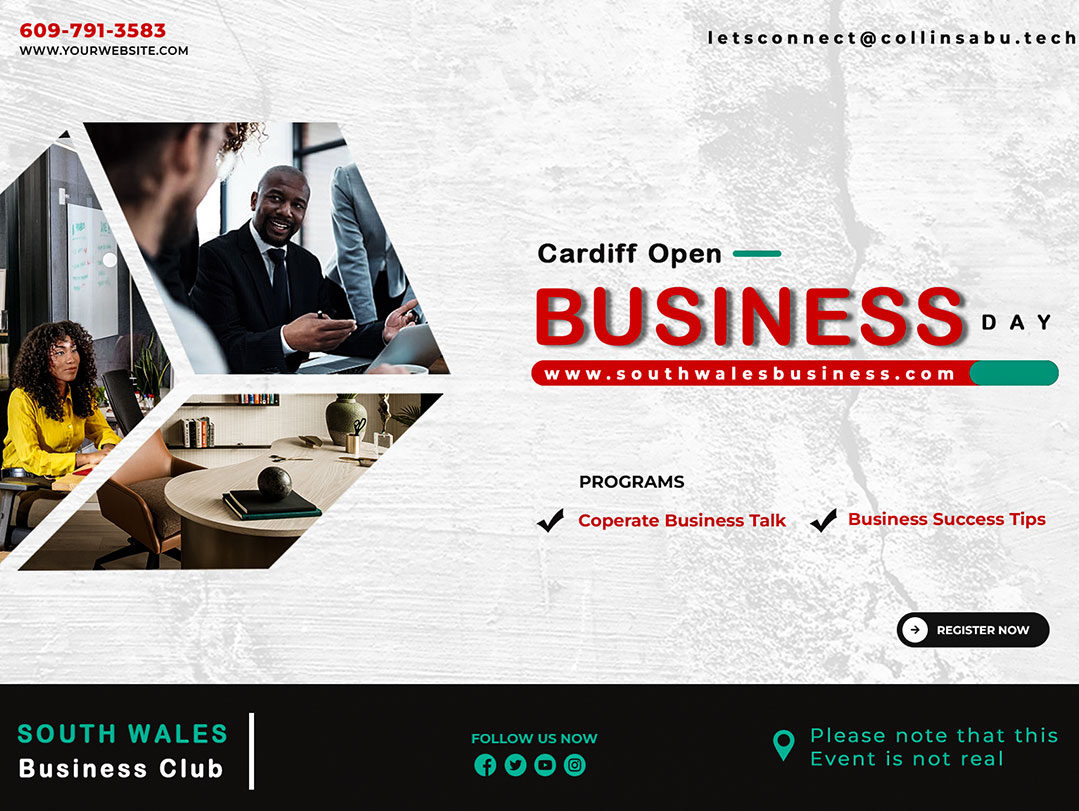 609-791-3583
WWW.YOURWEBSITE.COM
letsconnect@collinsabu.tech
Cardiff Open
BUSINESS
DAY
www.southwalesbusiness.com
PROGRAMS
Coperate Business Talk
Business Success Tips
REGISTER NOW
SOUTH WALES
Business Club
FOLLOW US NOW
Please note that this
Event is not real